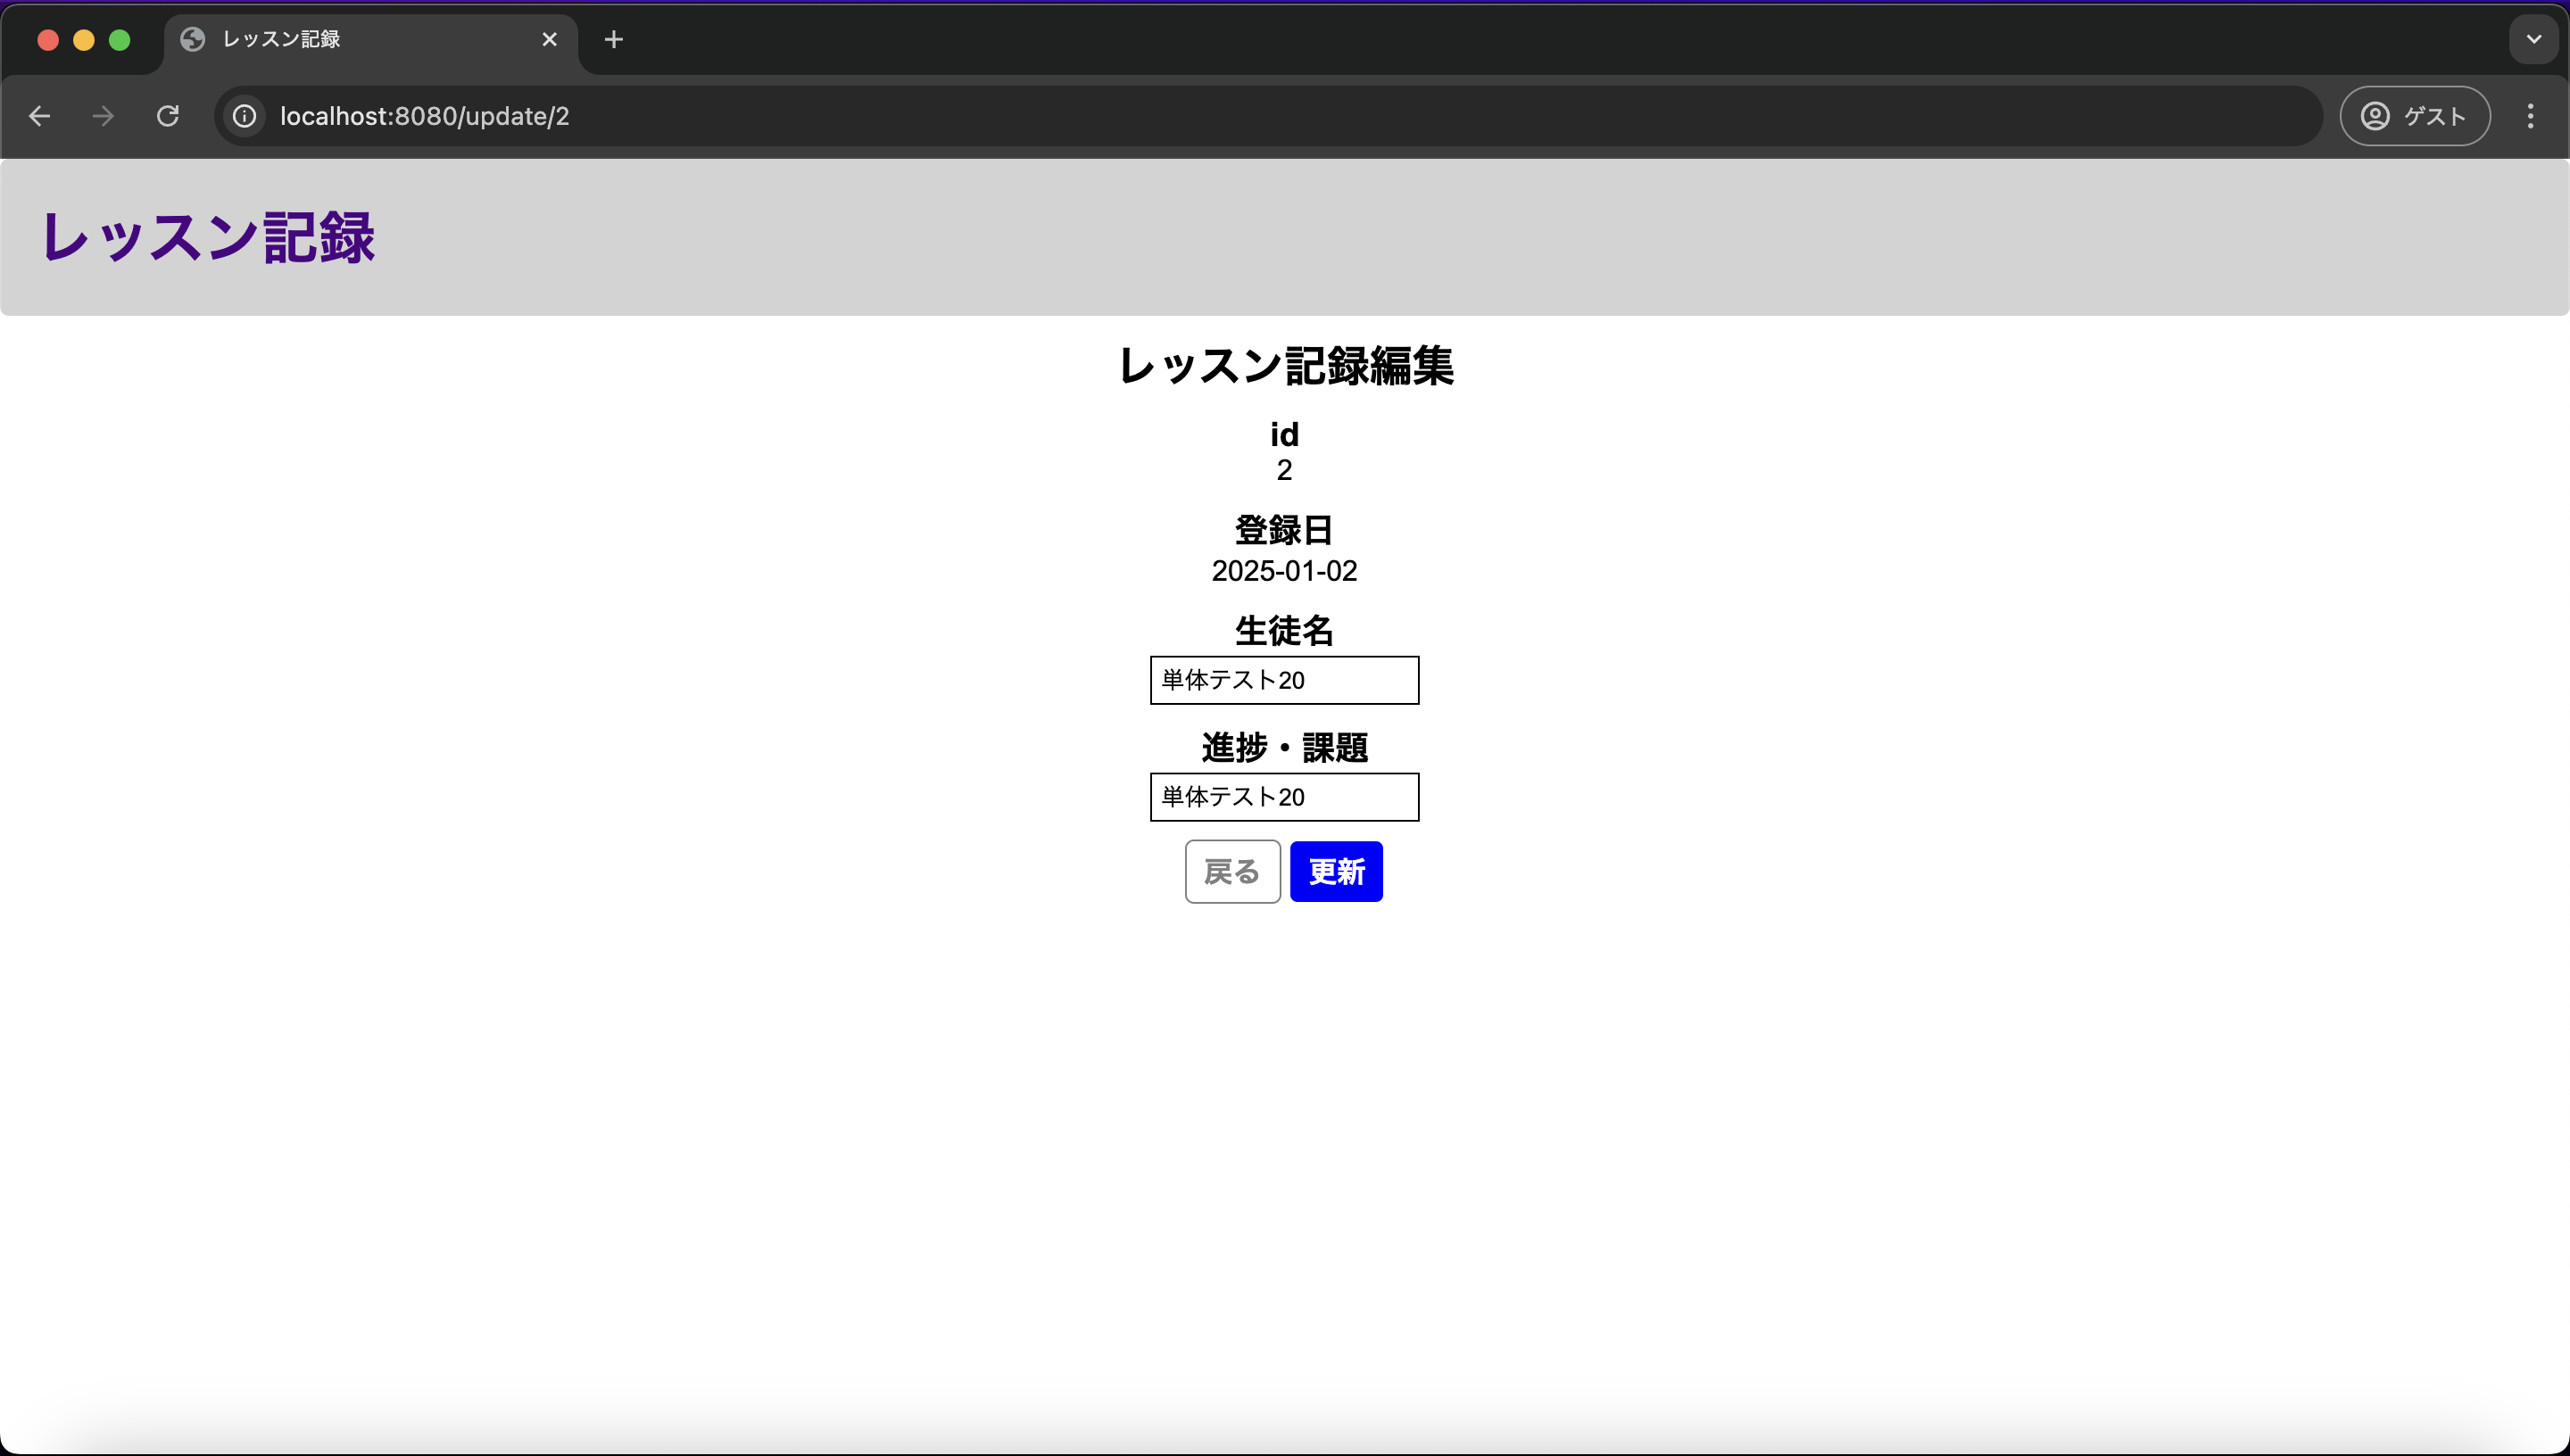 レッスン記録
localhost:8080/update/2
ゲスト
レッスン記録
レッスン記録編集
id
2
登録日
2025-01-02
生徒名
単体テスト20
進捗・課題
単体テスト20
戻る 更新